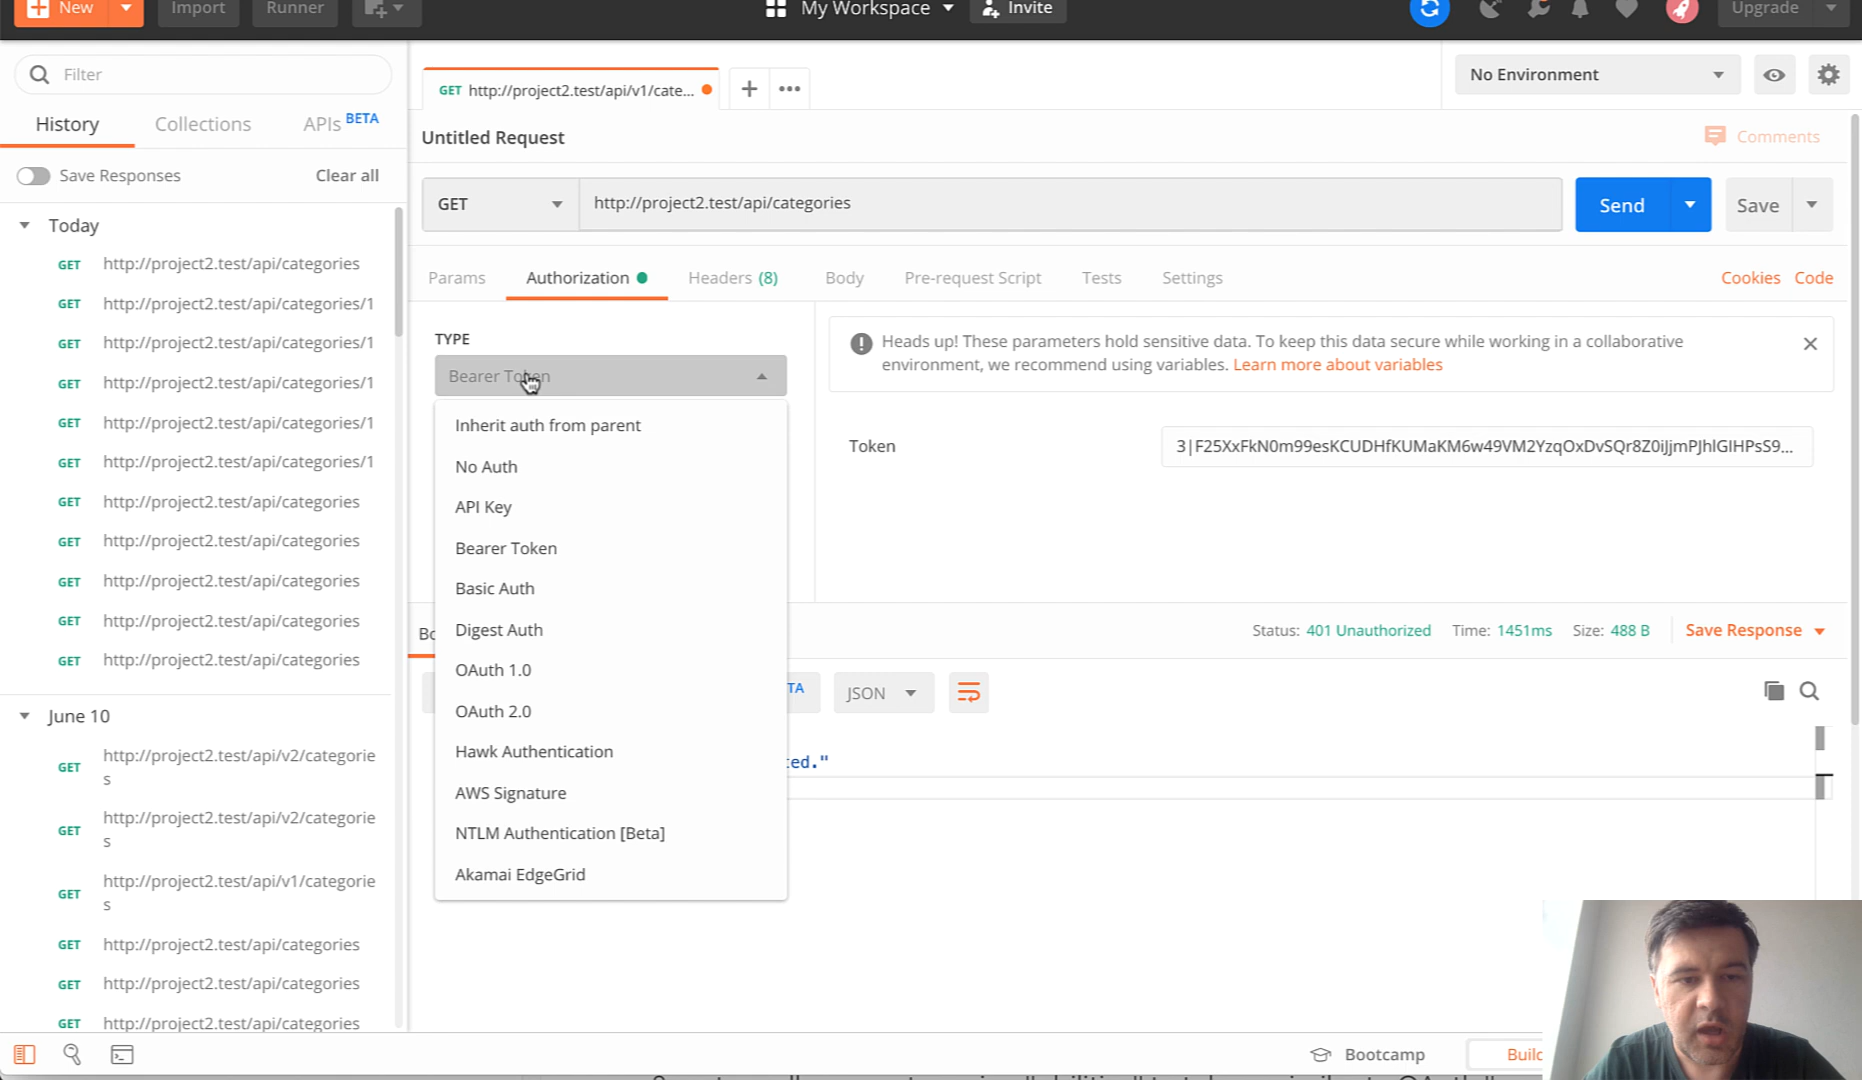 New
Import
Runner
My Workspace
Invite
Upgrade
Filter
History
Collections
APIs BETA
Save Responses
Clear all
Today
GET http://project2.test/api/categories
GET http://project2.test/api/categories/1
GET http://project2.test/api/categories/1
GET http://project2.test/api/categories/1
GET http://project2.test/api/categories/1
GET http://project2.test/api/categories/1
GET http://project2.test/api/categories
GET http://project2.test/api/categories
GET http://project2.test/api/categories
GET http://project2.test/api/categories
GET http://project2.test/api/categories
June 10
GET http://project2.test/api/v2/categorie
s
GET http://project2.test/api/v2/categorie
s
GET http://project2.test/api/v1/categorie
s
GET http://project2.test/api/categories
GET http://project2.test/api/categories
GET http://project2.test/api/categories
GET http://project2.test/api/v1/cate...
No Environment
Untitled Request
Comments
GET
http://project2.test/api/categories
Send
Save
Params
Authorization
Headers (8)
Body
Pre-request Script
Tests
Settings
Cookies
Code
TYPE
Bearer Token
Inherit auth from parent
No Auth
API Key
Bearer Token
Basic Auth
Digest Auth
OAuth 1.0
OAuth 2.0
Hawk Authentication
AWS Signature
NTLM Authentication [Beta]
Akamai EdgeGrid
Heads up! These parameters hold sensitive data. To keep this data secure while working in a collaborative
environment, we recommend using variables. Learn more about variables
Token
3|F25XxFkN0m99esKCUDHfKUMaKM6w49VM2YzqOxDvSQr8Z0iJjmPJhlGIHPsS9...
Bo
Status: 401 Unauthorized
Time: 1451ms
Size: 488 B
Save Response
TA
JSON
ted."
Bootcamp
Build